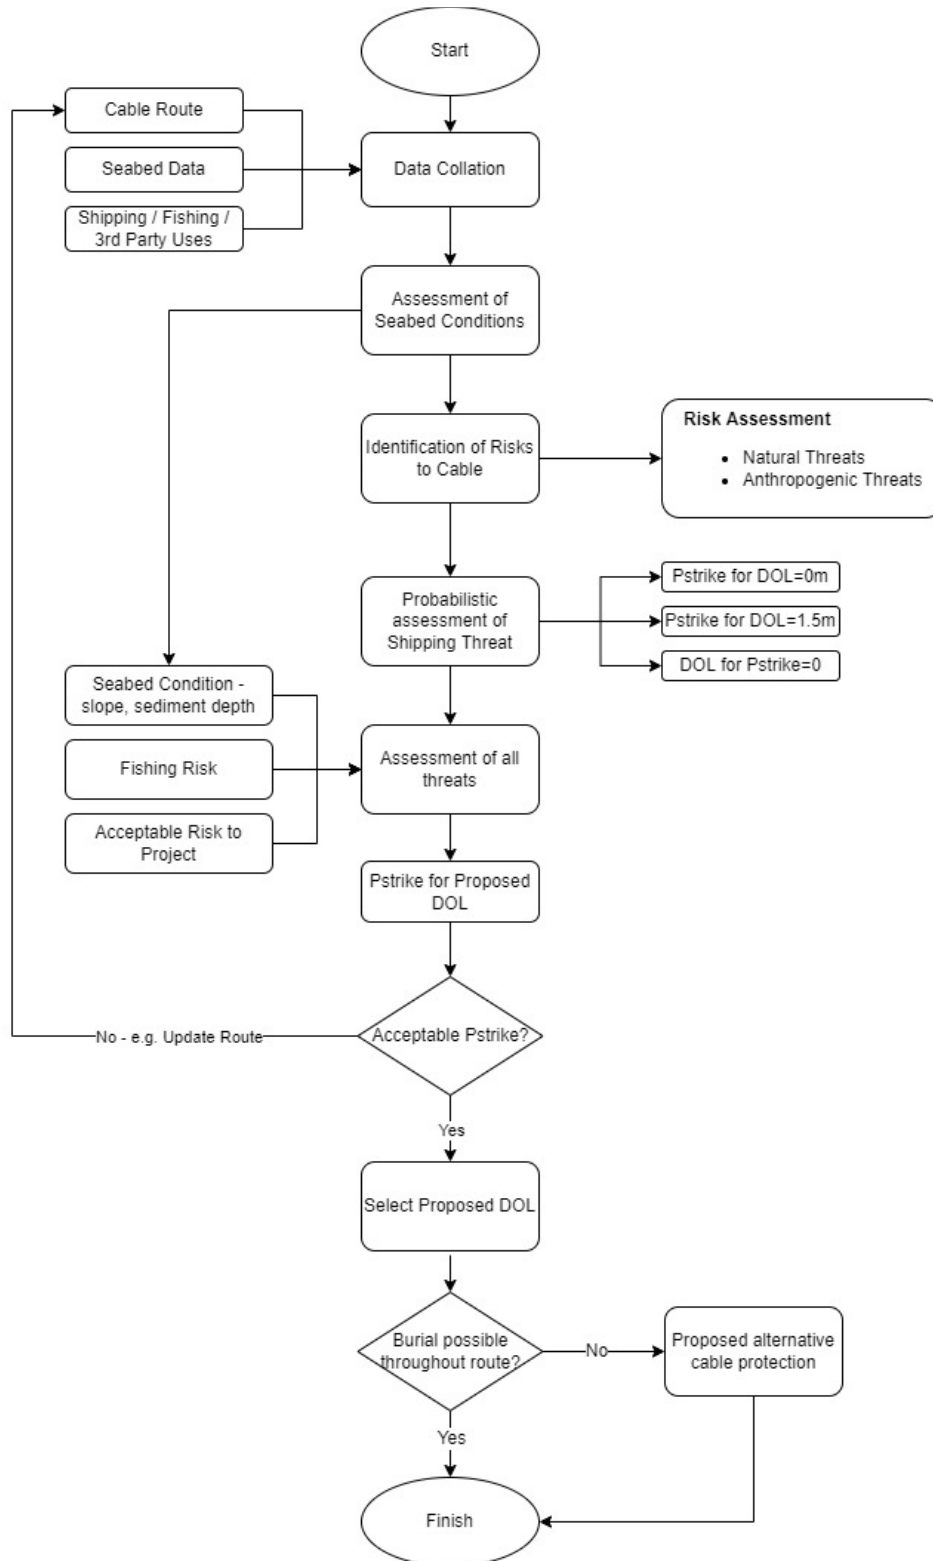 Start
Cable Route
Seabed Data
Shipping / Fishing /
3rd Party Uses
Data Collation
Assessment of
Seabed Conditions
Identification of Risks
to Cable
Risk Assessment
• Natural Threats
• Anthropogenic Threats
Probabilistic
assessment of
Shipping Threat
Pstrike for DOL=0m
Pstrike for DOL=1.5m
DOL for Pstrike=0
Seabed Condition -
slope, sediment depth
Fishing Risk
Acceptable Risk to
Project
Assessment of all
threats
Pstrike for Proposed
DOL
Acceptable Pstrike?
No - e.g. Update Route
Yes
Select Proposed DOL
Burial possible
throughout route?
No
Proposed alternative
cable protection
Yes
Finish